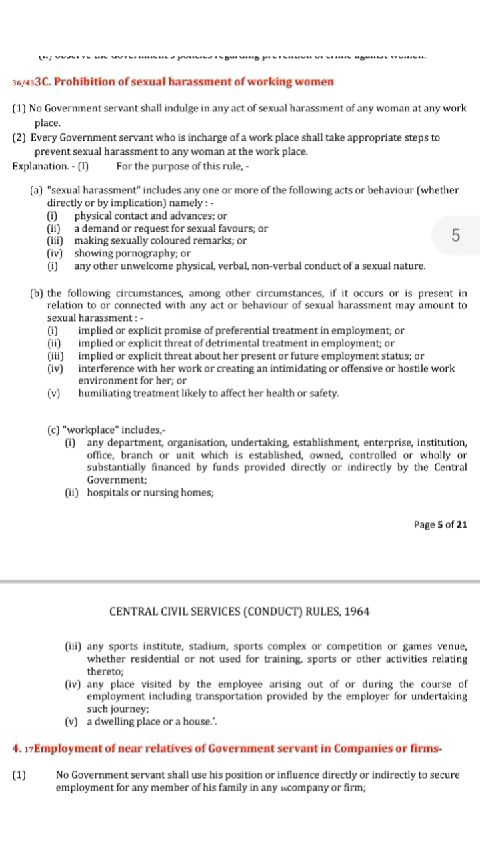 (v.) observe the Government's policies regarding prevention of crime against women.
36/433C. Prohibition of sexual harassment of working women
(1) No Government servant shall indulge in any act of sexual harassment of any woman at any work
place.
(2) Every Government servant who is incharge of a work place shall take appropriate steps to
prevent sexual harassment to any woman at the work place.
Explanation. - (I) For the purpose of this rule, -
(a) "sexual harassment" includes any one or more of the following acts or behaviour (whether
directly or by implication) namely : -
(i) physical contact and advances; or
(ii) a demand or request for sexual favours; or
(iii) making sexually coloured remarks; or
5
(iv) showing pornography; or
(i) any other unwelcome physical, verbal, non-verbal conduct of a sexual nature.
(b) the following circumstances, among other circumstances, if it occurs or is present in
relation to or connected with any act or behaviour of sexual harassment may amount to
sexual harassment : -
(i) implied or explicit promise of preferential treatment in employment; or
(ii) implied or explicit threat of detrimental treatment in employment; or
(iii) implied or explicit threat about her present or future employment status; or
(iv) interference with her work or creating an intimidating or offensive or hostile work
environment for her; or
(v) humiliating treatment likely to affect her health or safety.
(c) "workplace" includes,-
(i) any department, organisation, undertaking, establishment, enterprise, institution,
office, branch or unit which is established, owned, controlled or wholly or
substantially financed by funds provided directly or indirectly by the Central
Government;
(ii) hospitals or nursing homes;
Page 5 of 21
CENTRAL CIVIL SERVICES (CONDUCT) RULES, 1964
(iii) any sports institute, stadium, sports complex or competition or games venue,
whether residential or not used for training, sports or other activities relating
thereto;
(iv) any place visited by the employee arising out of or during the course of
employment including transportation provided by the employer for undertaking
such journey;
(v) a dwelling place or a house.'.
4. 17Employment of near relatives of Government servant in Companies or firms-
(1) No Government servant shall use his position or influence directly or indirectly to secure
employment for any member of his family in any 16company or firm;